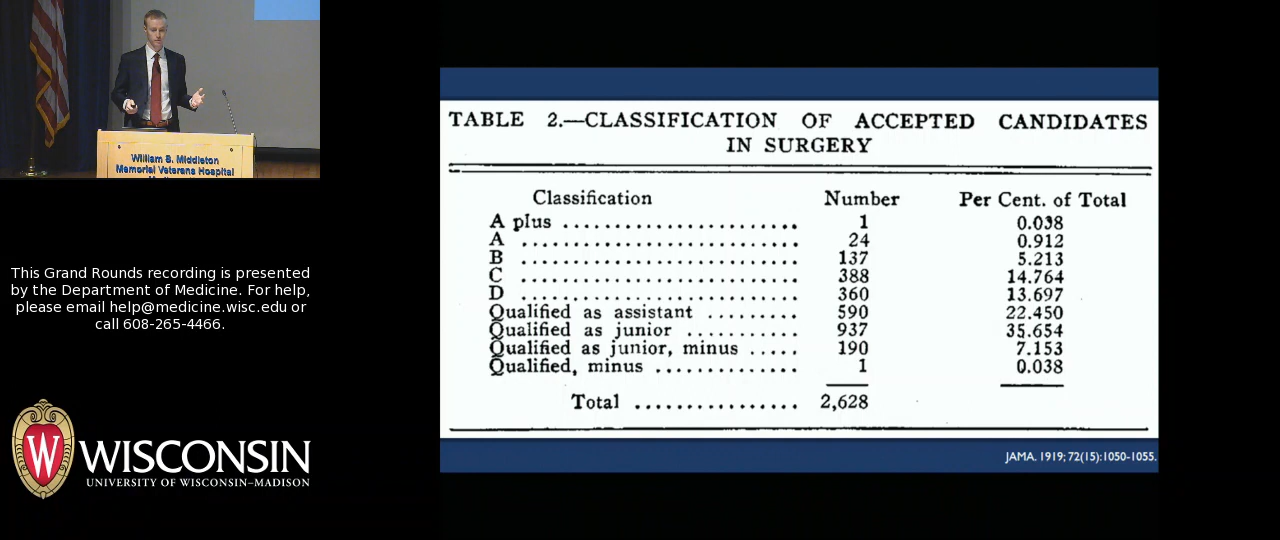 William S. Middleton
Memorial Veterans Hospital
This Grand Rounds recording is presented
by the Department of Medicine. For help,
please email help@medicine.wisc.edu or
call 608-265-4466.
W
WISCONSIN
UNIVERSITY OF WISCONSIN–MADISON
TABLE 2.—CLASSIFICATION OF ACCEPTED CANDIDATES
IN SURGERY
Classification Number Per Cent. of Total
A plus ........................ 1 0.038
A ............................ 24 0.912
B ............................ 137 5.213
C ............................ 388 14.764
D ............................ 360 13.697
Qualified as assistant ......... 590 22.450
Qualified as junior ........... 937 35.654
Qualified as junior, minus ..... 190 7.153
Qualified, minus .............. 1 0.038
Total ................ 2,628
JAMA. 1919; 72(15):1050-1055.